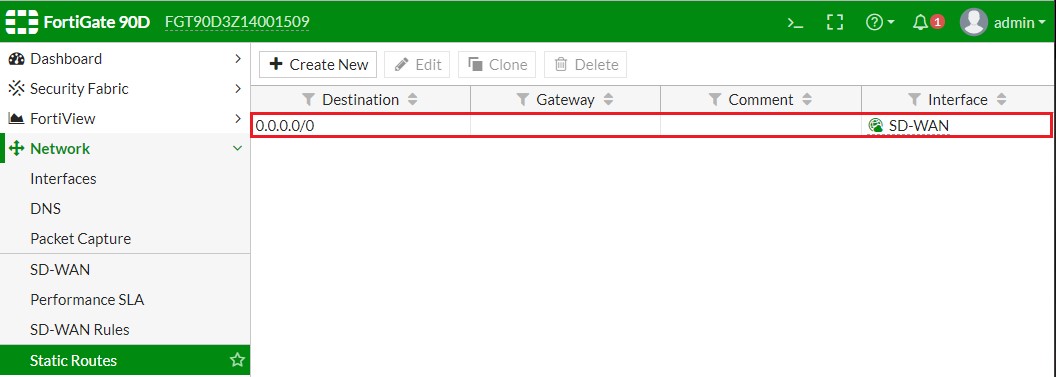 FortiGate 90D FGT90D3Z14001509 >_ 1 admin
Dashboard
Security Fabric
FortiView
Network
Interfaces
DNS
Packet Capture
SD-WAN
Performance SLA
SD-WAN Rules
Static Routes
+ Create New Edit Clone Delete
Destination Gateway Comment Interface
0.0.0.0/0 SD-WAN